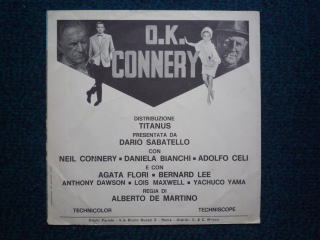 O.K.
CONNERY
DISTRIBUZIONE
TITANUS
PRESENTATA DA
DARIO SABATELLO
CON
NEIL CONNERY • DANIELA BIANCHI • ADOLFO CELI
E CON
AGATA FLORI • BERNARD LEE
ANTHONY DAWSON • LOIS MAXWELL • YACHUCO YAMA
REGIA DI
ALBERTO DE MARTINO
TECHNICOLOR TECHNISCOPE